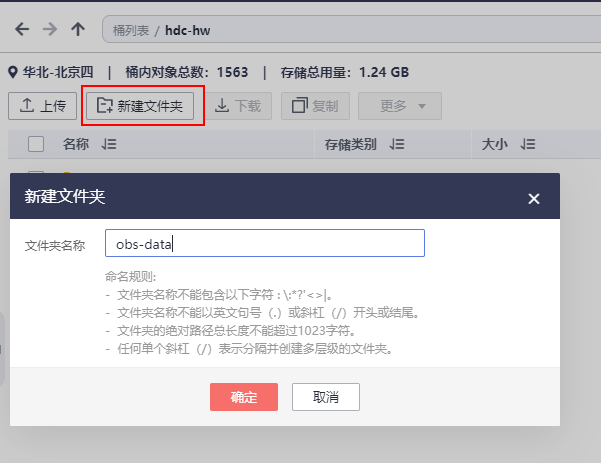 桶列表 / hdc-hw
华北-北京四 | 桶内对象总数：1563 | 存储总用量：1.24 GB
上传 新建文件夹 下载 复制 更多
名称 存储类别 大小
新建文件夹
文件夹名称 obs-data
命名规则:
- 文件夹名称不能包含以下字符 : \:*?"<>|。
- 文件夹名称不能以英文句号（.）或斜杠（/）开头或结尾。
- 文件夹的绝对路径总长度不能超过1023字符。
- 任何单个斜杠（/）表示分隔并创建多层级的文件夹。
确定 取消